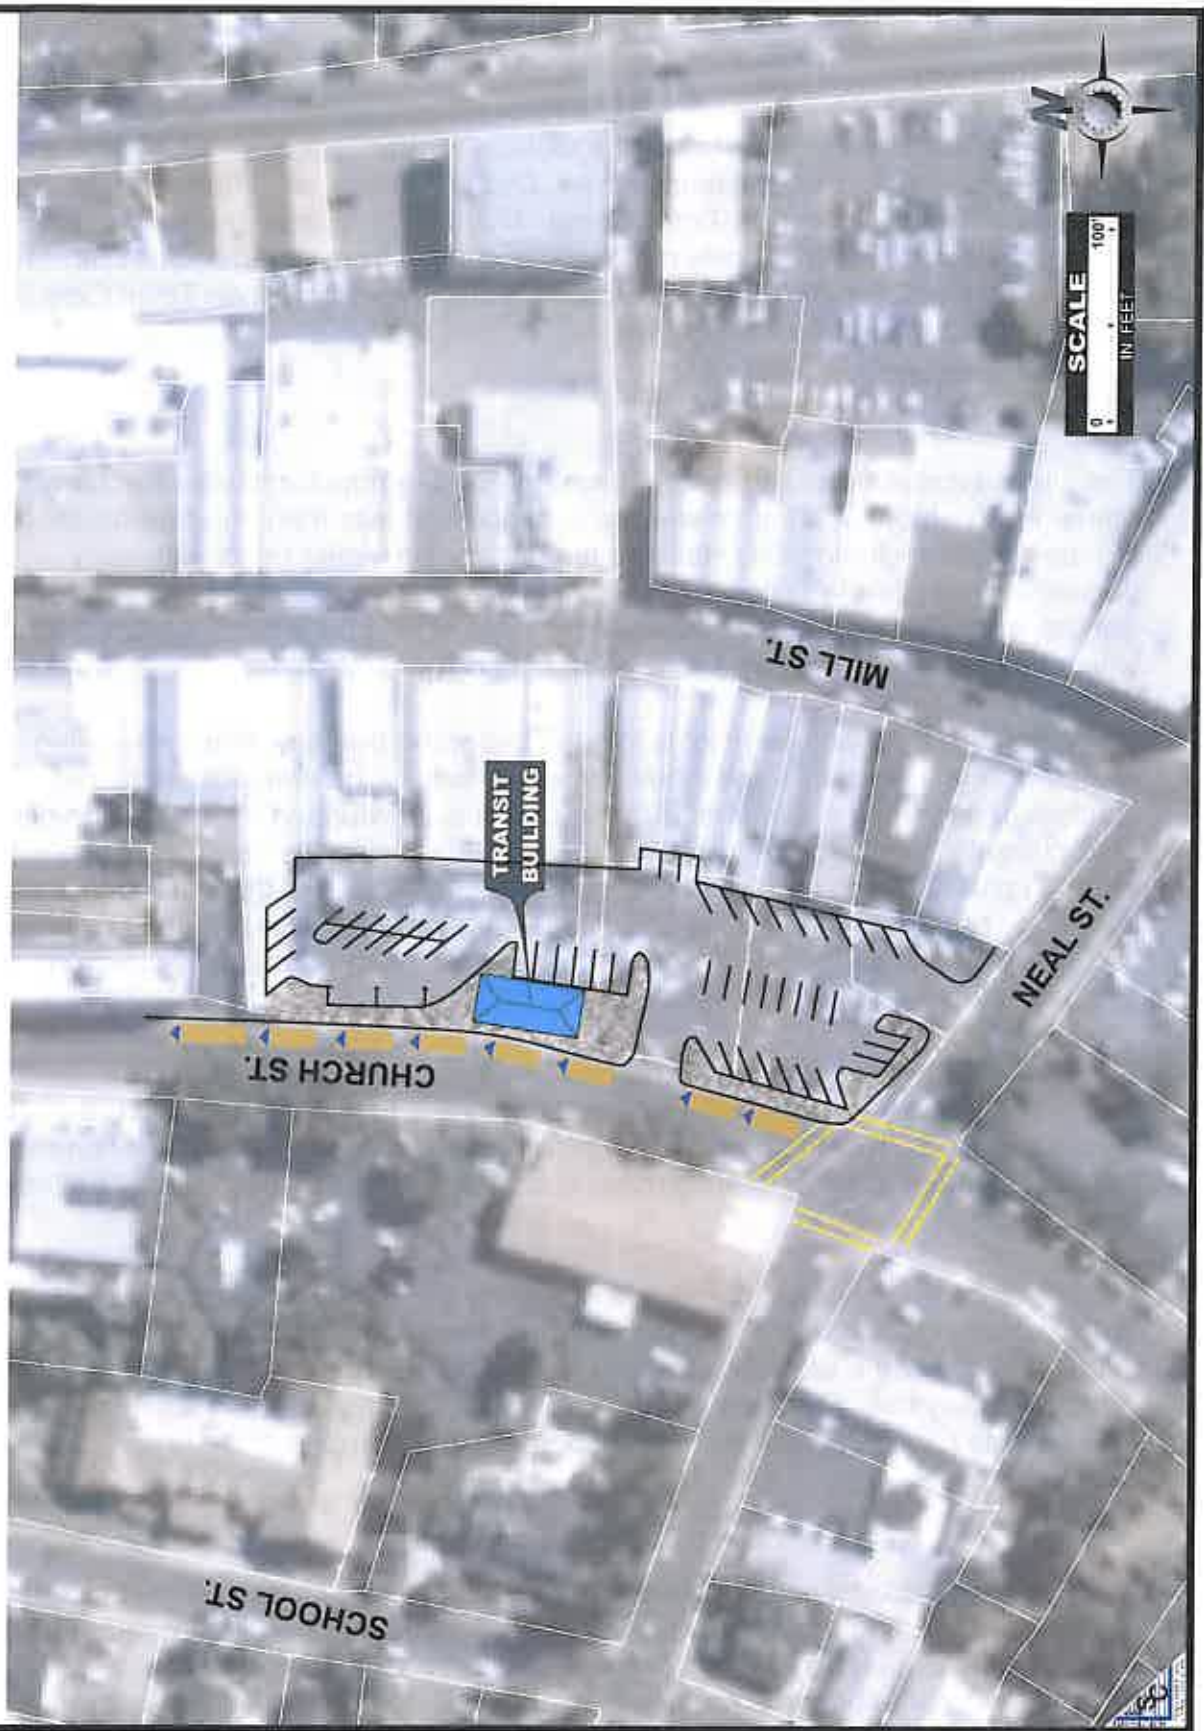 N
SCALE
0 100'
IN FEET
MILL ST.
TRANSIT
BUILDING
NEAL ST.
CHURCH ST.
SCHOOL ST.